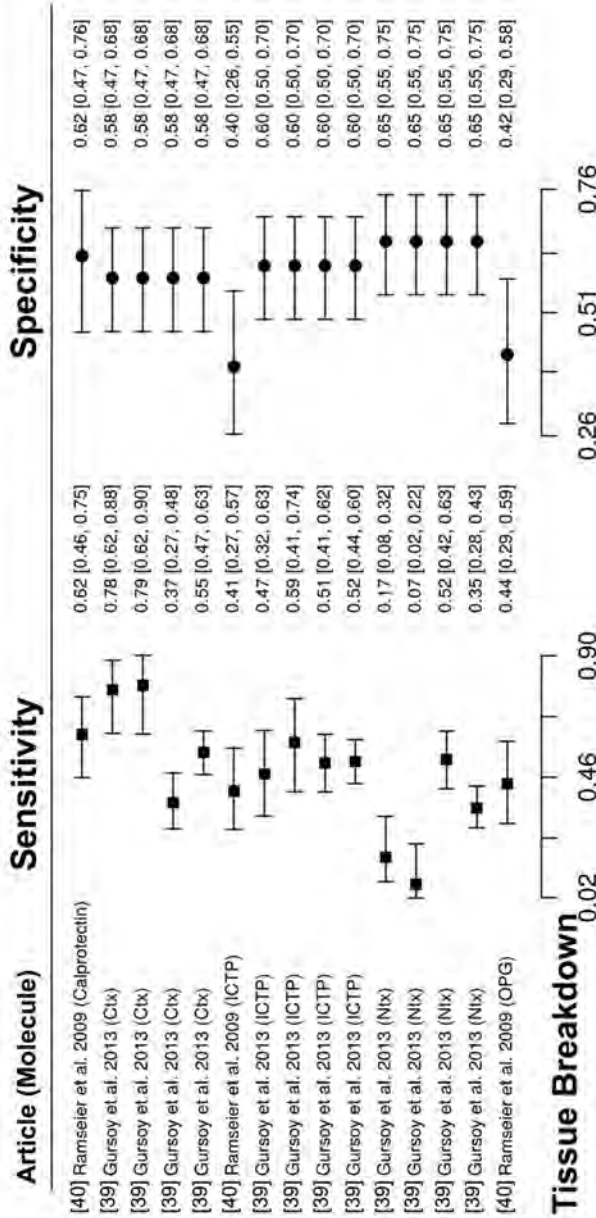 Article (Molecule) Sensitivity Specificity
[40] Ramseier et al. 2009 (Calprotectin) 0.62 [0.46, 0.75] 0.62 [0.47, 0.76]
[39] Gursoy et al. 2013 (Ctx) 0.78 [0.62, 0.88] 0.58 [0.47, 0.68]
[39] Gursoy et al. 2013 (Ctx) 0.79 [0.62, 0.90] 0.58 [0.47, 0.68]
[39] Gursoy et al. 2013 (Ctx) 0.37 [0.27, 0.48] 0.58 [0.47, 0.68]
[39] Gursoy et al. 2013 (Ctx) 0.55 [0.47, 0.63] 0.58 [0.47, 0.68]
[40] Ramseier et al. 2009 (ICTP) 0.41 [0.27, 0.57] 0.40 [0.26, 0.55]
[39] Gursoy et al. 2013 (ICTP) 0.47 [0.32, 0.63] 0.60 [0.50, 0.70]
[39] Gursoy et al. 2013 (ICTP) 0.59 [0.41, 0.74] 0.60 [0.50, 0.70]
[39] Gursoy et al. 2013 (ICTP) 0.51 [0.41, 0.62] 0.60 [0.50, 0.70]
[39] Gursoy et al. 2013 (ICTP) 0.52 [0.44, 0.60] 0.60 [0.50, 0.70]
[39] Gursoy et al. 2013 (Ntx) 0.17 [0.08, 0.32] 0.65 [0.55, 0.75]
[39] Gursoy et al. 2013 (Ntx) 0.07 [0.02, 0.22] 0.65 [0.55, 0.75]
[39] Gursoy et al. 2013 (Ntx) 0.52 [0.42, 0.63] 0.65 [0.55, 0.75]
[39] Gursoy et al. 2013 (Ntx) 0.35 [0.28, 0.43] 0.65 [0.55, 0.75]
[40] Ramseier et al. 2009 (OPG) 0.44 [0.29, 0.59] 0.42 [0.29, 0.58]
Tissue Breakdown
0.02 0.46 0.90 0.26 0.51 0.76